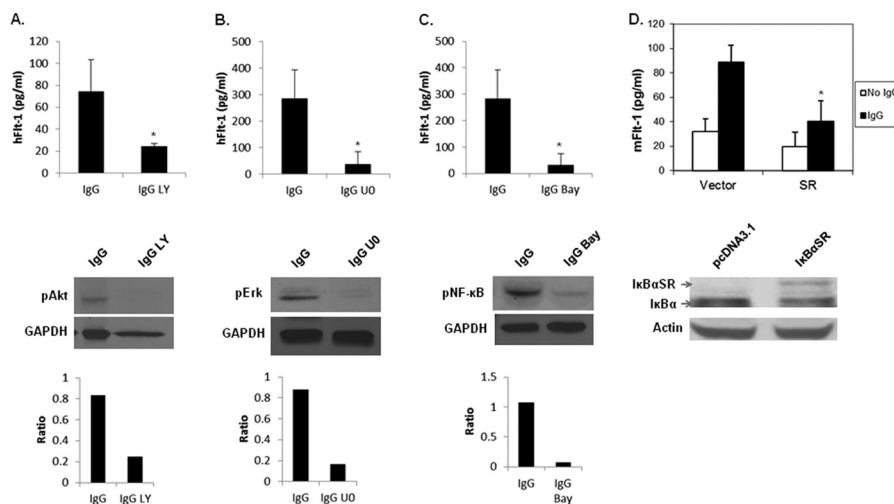 A.
hFlt-1 (pg/ml)
120
100
80
60
40
20
0
*
IgG IgG LY
IgG IgG LY
pAkt
GAPDH
Ratio
1
0.8
0.6
0.4
0.2
0
IgG IgG LY
B.
hFlt-1 (pg/ml)
500
400
300
200
100
0
*
IgG IgG U0
IgG IgG U0
pErk
GAPDH
Ratio
1
0.8
0.6
0.4
0.2
0
IgG IgG U0
C.
hFlt-1 (pg/ml)
500
400
300
200
100
0
*
IgG IgG Bay
IgG IgG Bay
pNF-κB
GAPDH
Ratio
1.5
1
0.5
0
IgG IgG
Bay
D.
mFlt-1 (pg/ml)
120
100
80
60
40
20
0
*
Vector SR
No IgG
IgG
pcDNA3.1 IκBαSR
IκBαSR
IκBα
Actin